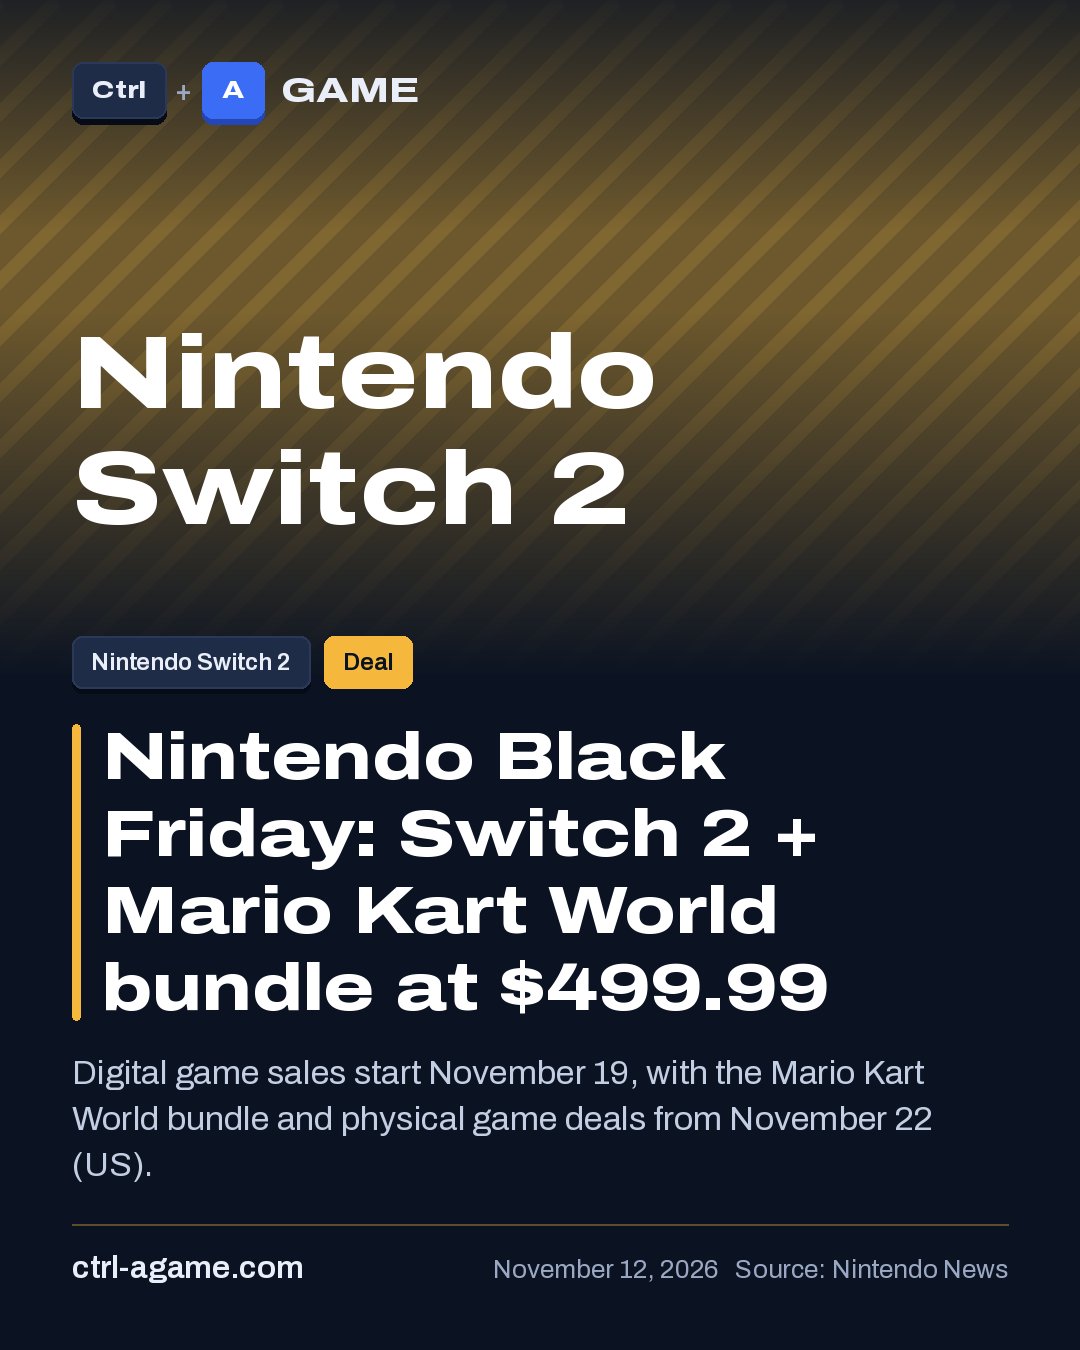 Ctrl + A GAME
Nintendo
Switch 2
Nintendo Switch 2 Deal
Nintendo Black
Friday: Switch 2 +
Mario Kart World
bundle at $499.99
Digital game sales start November 19, with the Mario Kart
World bundle and physical game deals from November 22
(US).
ctrl-agame.com November 12, 2026 Source: Nintendo News